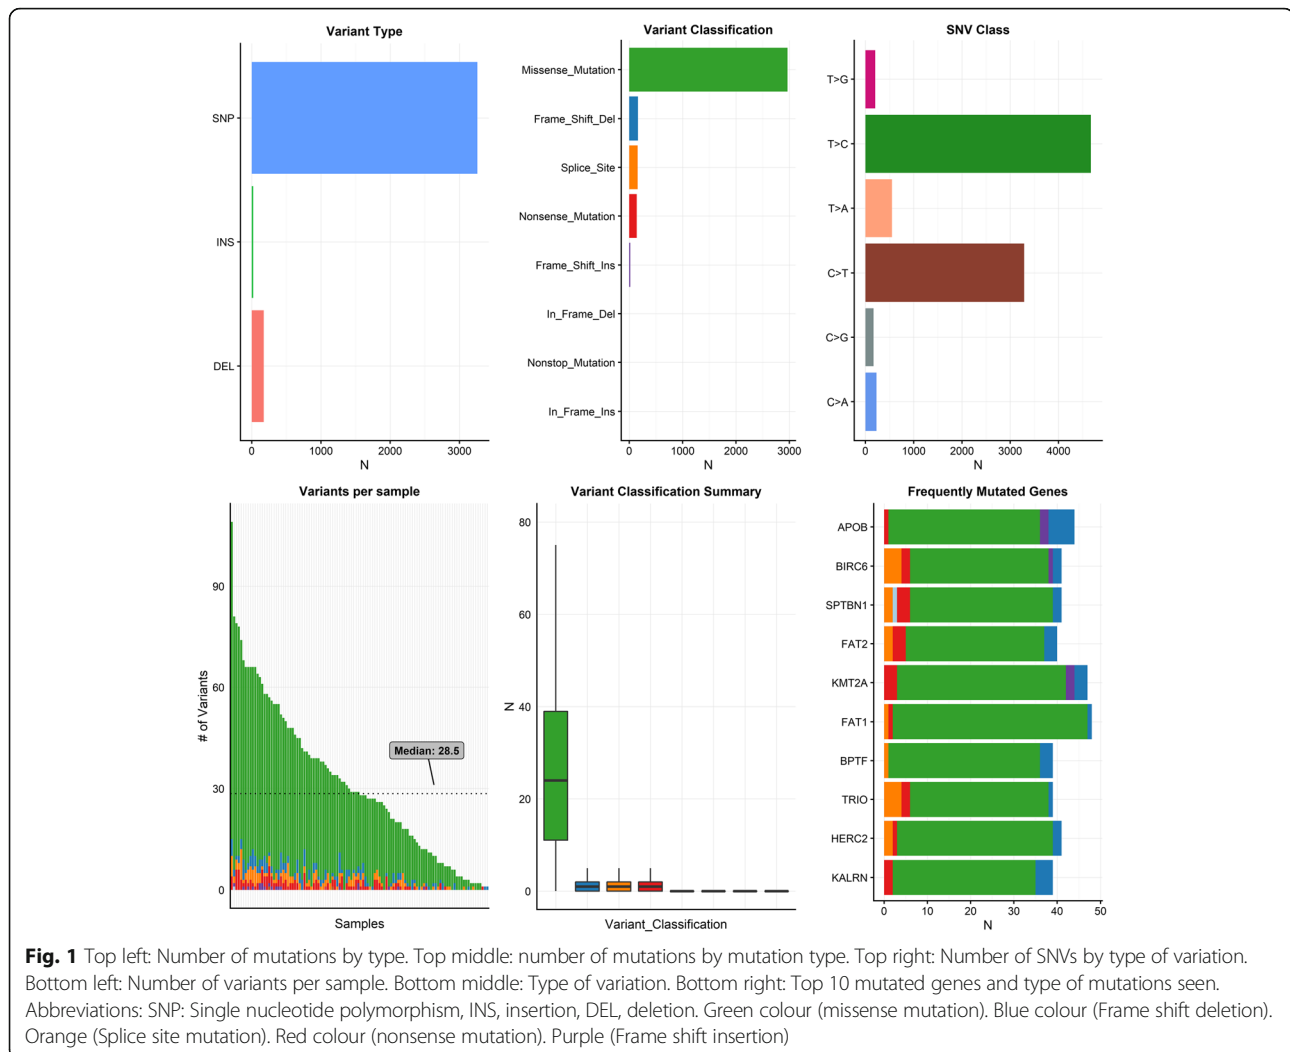 Variant Type
SNP
INS
DEL
0 1000 2000 3000
N
Variant Classification
Missense_Mutation
Frame_Shift_Del
Splice_Site
Nonsense_Mutation
Frame_Shift_Ins
In_Frame_Del
Nonstop_Mutation
In_Frame_Ins
0 1000 2000 3000
N
SNV Class
T>G
T>C
T>A
C>T
C>G
C>A
0 1000 2000 3000 4000
N
Variants per sample
# of Variants
90
60
30
0
Median: 28.5
Samples
Variant Classification Summary
N
80
60
40
20
0
Variant_Classification
Frequently Mutated Genes
APOB
BIRC6
SPTBN1
FAT2
KMT2A
FAT1
BPTF
TRIO
HERC2
KALRN
0 10 20 30 40 50
N
Fig. 1 Top left: Number of mutations by type. Top middle: number of mutations by mutation type. Top right: Number of SNVs by type of variation.
Bottom left: Number of variants per sample. Bottom middle: Type of variation. Bottom right: Top 10 mutated genes and type of mutations seen.
Abbreviations: SNP: Single nucleotide polymorphism, INS, insertion, DEL, deletion. Green colour (missense mutation). Blue colour (Frame shift deletion).
Orange (Splice site mutation). Red colour (nonsense mutation). Purple (Frame shift insertion)